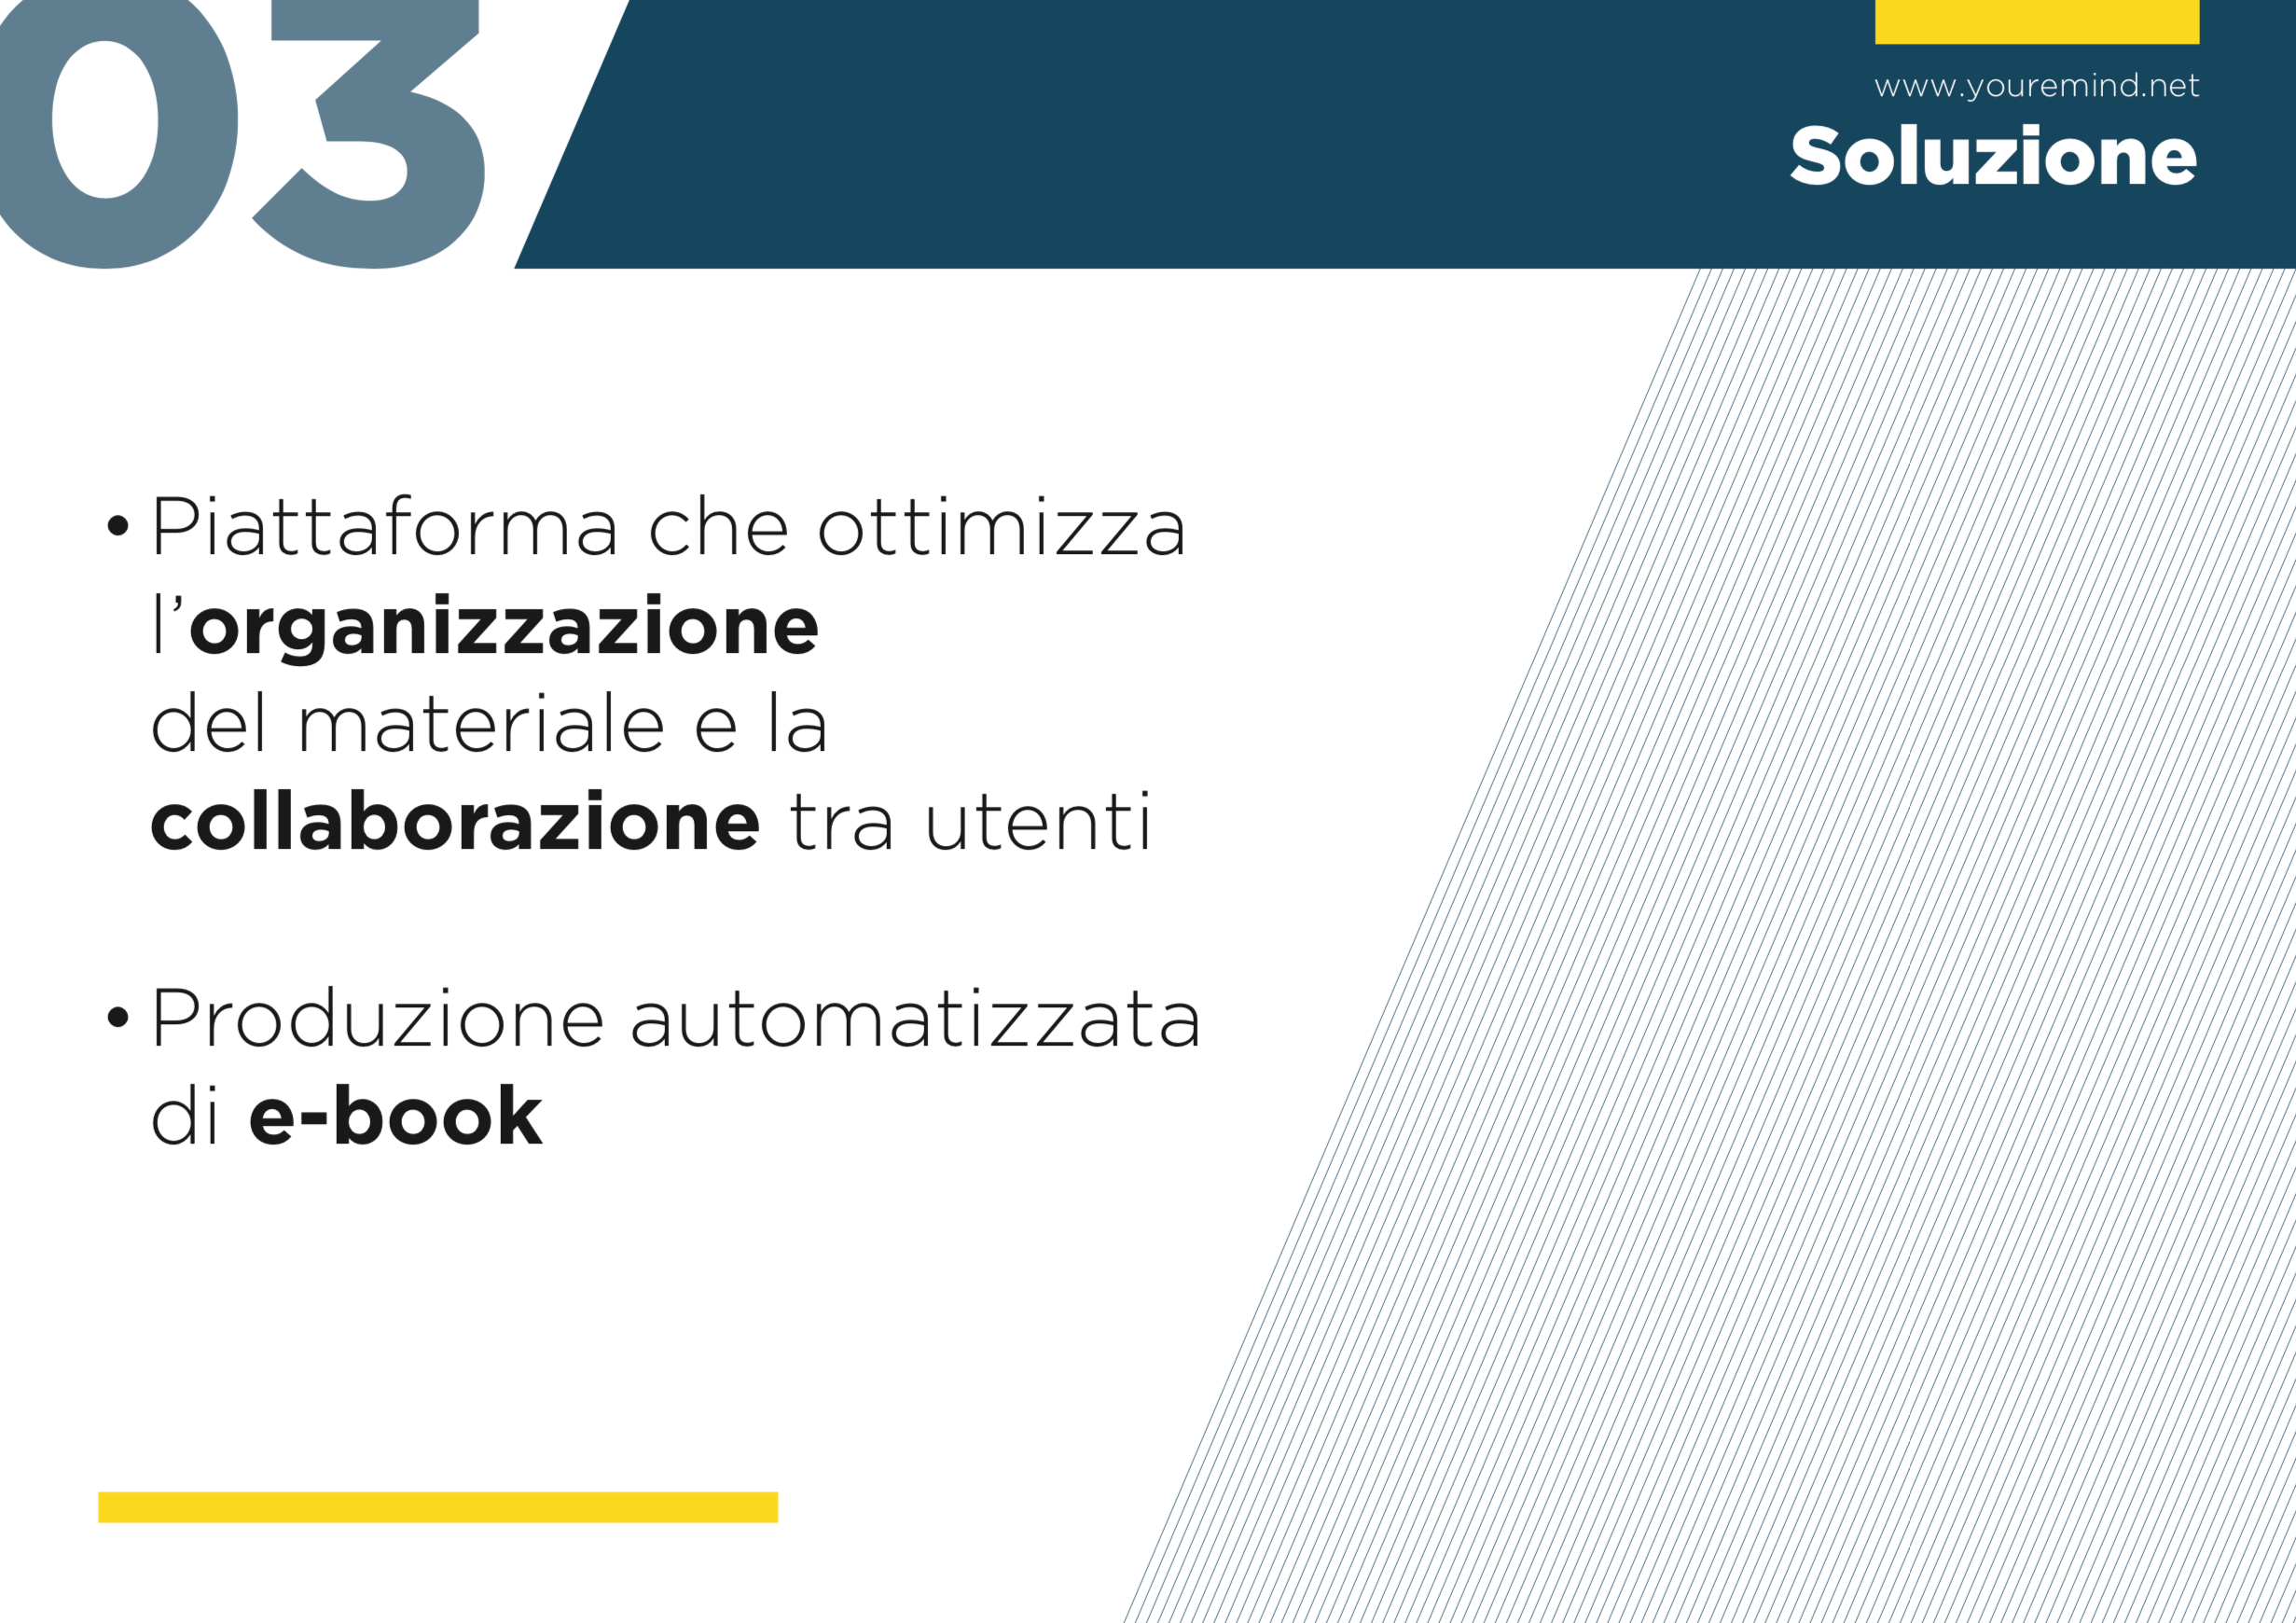 03
www.youremind.net
Soluzione
• Piattaforma che ottimizza
l’organizzazione
del materiale e la
collaborazione tra utenti
• Produzione automatizzata
di e-book